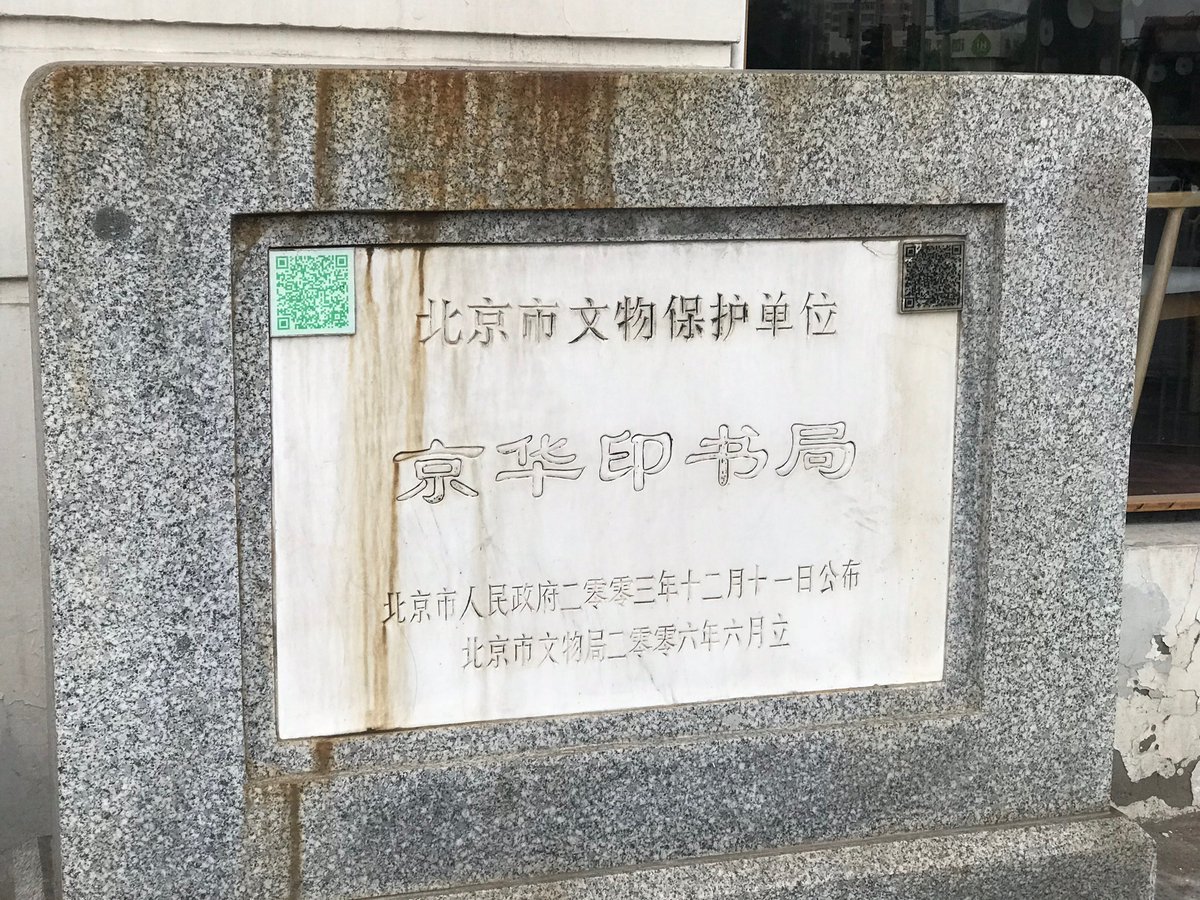 北京市文物保护单位
京华印书局
北京市人民政府二零零三年十二月十一日公布
北京市文物局二零零六年六月立